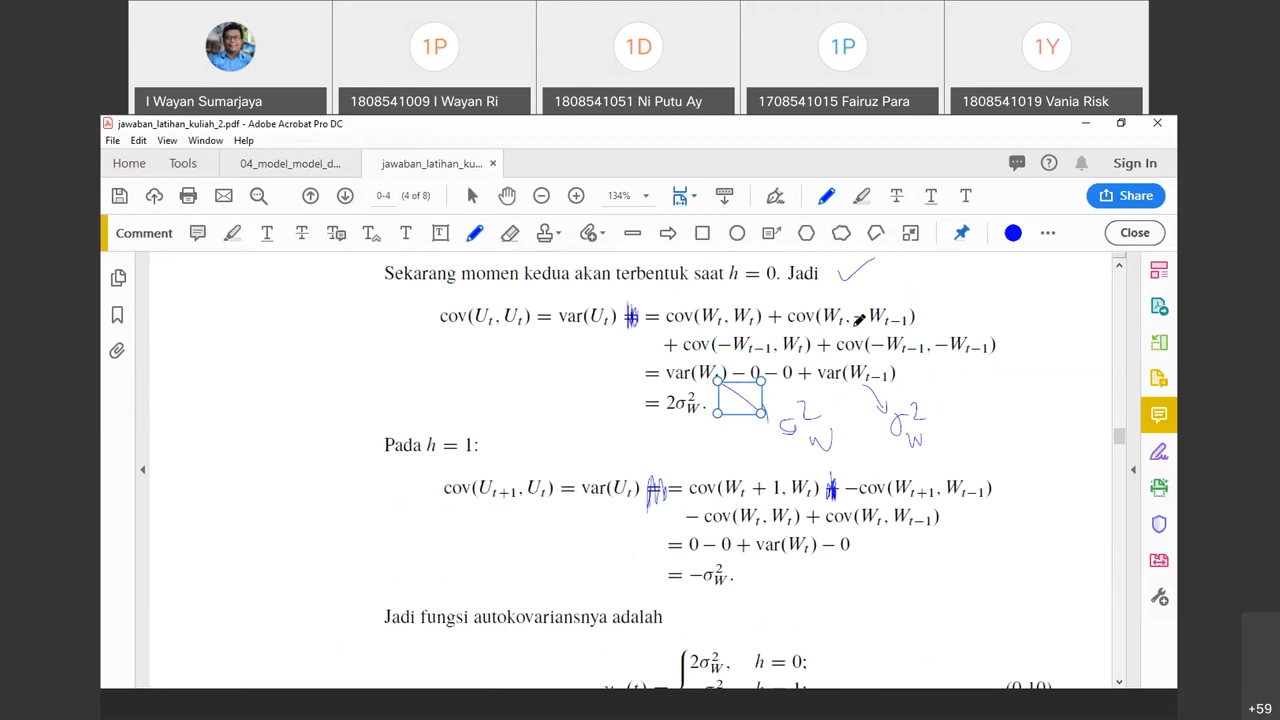 1P
1D
1P
1Y
I Wayan Sumarjaya
1808541009 I Wayan Ri
1808541051 Ni Putu Ay
1708541015 Fairuz Para
1808541019 Vania Risk
jawaban_latihan_kuliah_2.pdf - Adobe Acrobat Pro DC
File Edit View Window Help
Home Tools 04_model_model_d... jawaban_latihan_ku... × Sign In
0-4 (4 of 8) 134% Share
Comment Close
Sekarang momen kedua akan terbentuk saat h = 0. Jadi ✓
cov(U_t, U_t) = var(U_t) = cov(W_t, W_t) + cov(W_t, −W_{t−1})
+ cov(−W_{t−1}, W_t) + cov(−W_{t−1}, −W_{t−1})
= var(W_t) − 0 − 0 + var(W_{t−1})
= 2σ²_W. σ²_W σ²_W
Pada h = 1:
cov(U_{t+1}, U_t) = var(U_t) = cov(W_t + 1, W_t) −cov(W_{t+1}, W_{t−1})
− cov(W_t, W_t) + cov(W_t, W_{t−1})
= 0 − 0 + var(W_t) − 0
= −σ²_W.
Jadi fungsi autokovariansnya adalah
2σ²_W, h = 0;
+59